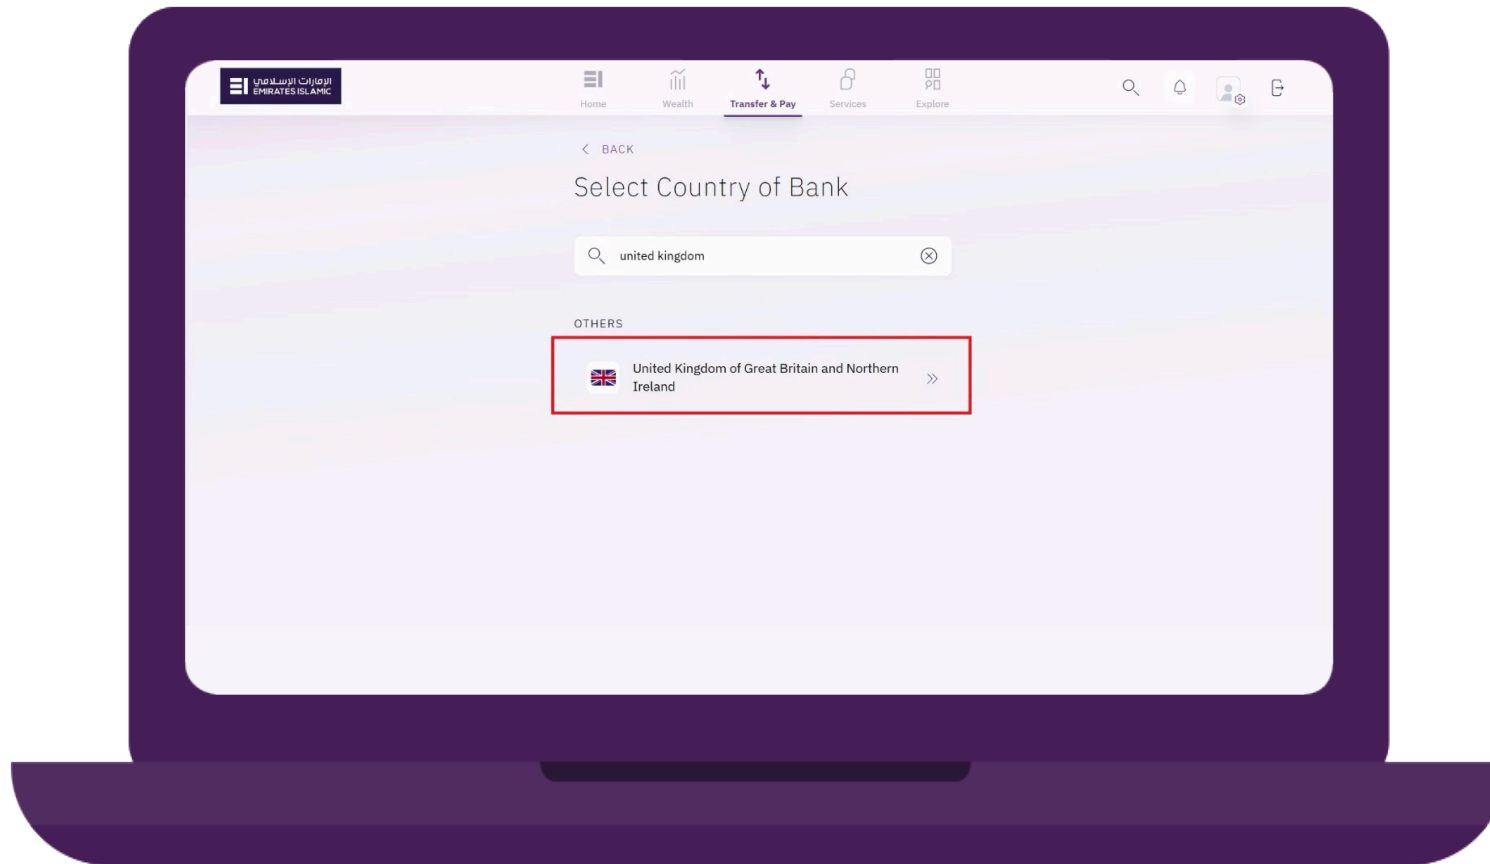 الإمارات الإسلامي
EMIRATES ISLAMIC
Home
Wealth
Transfer & Pay
Services
Explore
BACK
Select Country of Bank
united kingdom
OTHERS
United Kingdom of Great Britain and Northern
Ireland